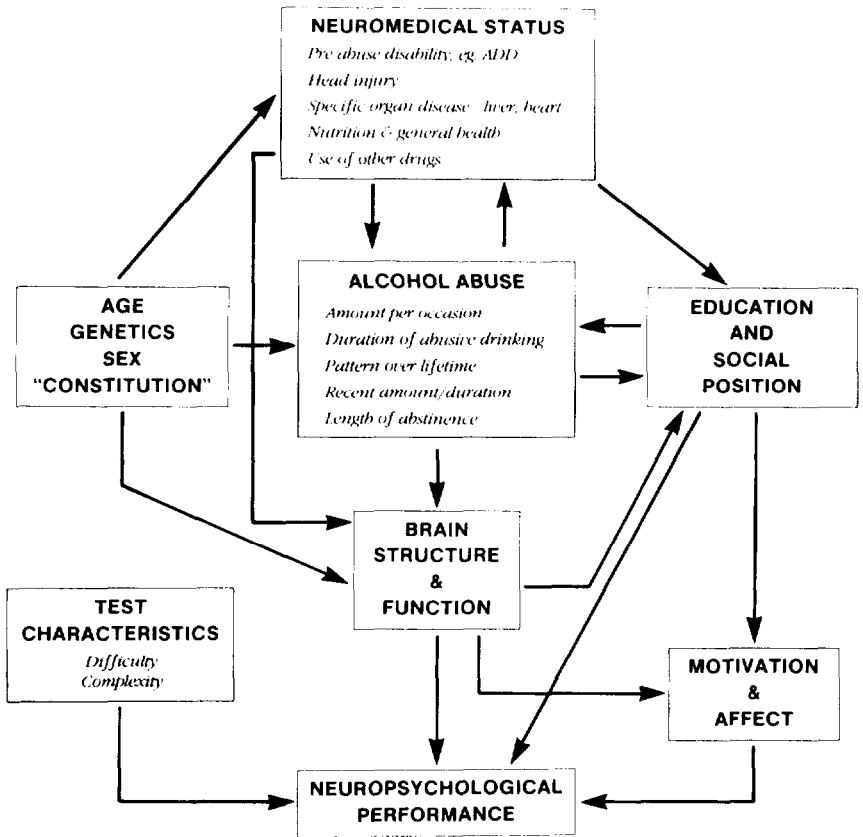 NEUROMEDICAL STATUS
Pre abuse disability, eg. ADD
Head injury
Specific organ disease liver, heart
Nutrition & general health
Use of other drugs
ALCOHOL ABUSE
Amount per occasion
Duration of abusive drinking
Pattern over lifetime
Recent amount/duration
Length of abstinence
AGE
GENETICS
SEX
"CONSTITUTION"
EDUCATION
AND
SOCIAL
POSITION
BRAIN
STRUCTURE
&
FUNCTION
TEST
CHARACTERISTICS
Difficulty
Complexity
MOTIVATION
&
AFFECT
NEUROPSYCHOLOGICAL
PERFORMANCE